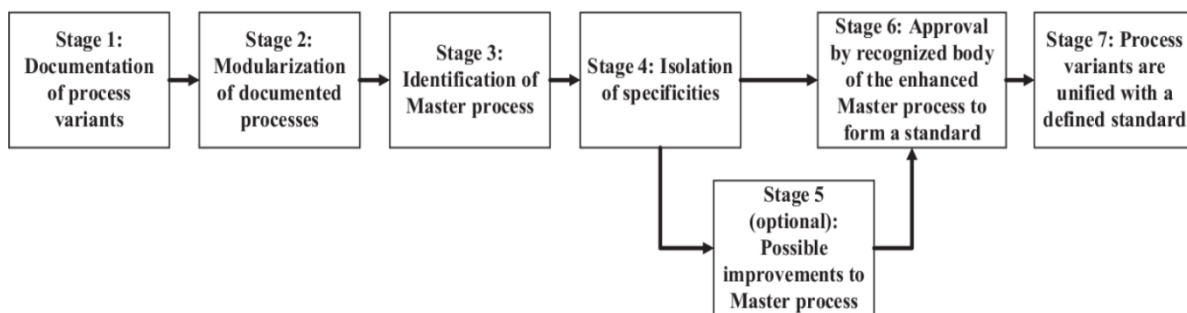 Stage 1:
Documentation
of process
variants
Stage 2:
Modularization
of documented
processes
Stage 3:
Identification of
Master process
Stage 4: Isolation
of specificities
Stage 5
(optional):
Possible
improvements to
Master process
Stage 6: Approval
by recognized body
of the enhanced
Master process to
form a standard
Stage 7: Process
variants are
unified with a
defined standard